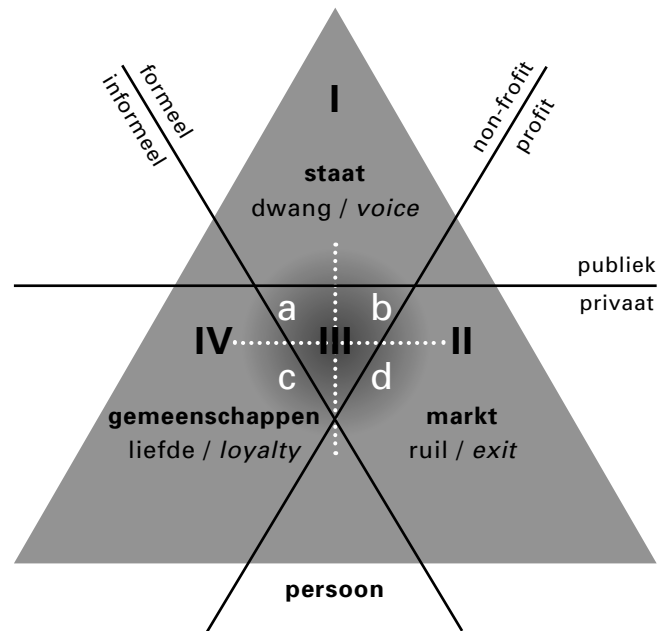 formeel
informeel
non-frofit
profit
I
staat
dwang / voice
publiek
privaat
a b
IV III II
c d
gemeenschappen markt
liefde / loyalty ruil / exit
persoon